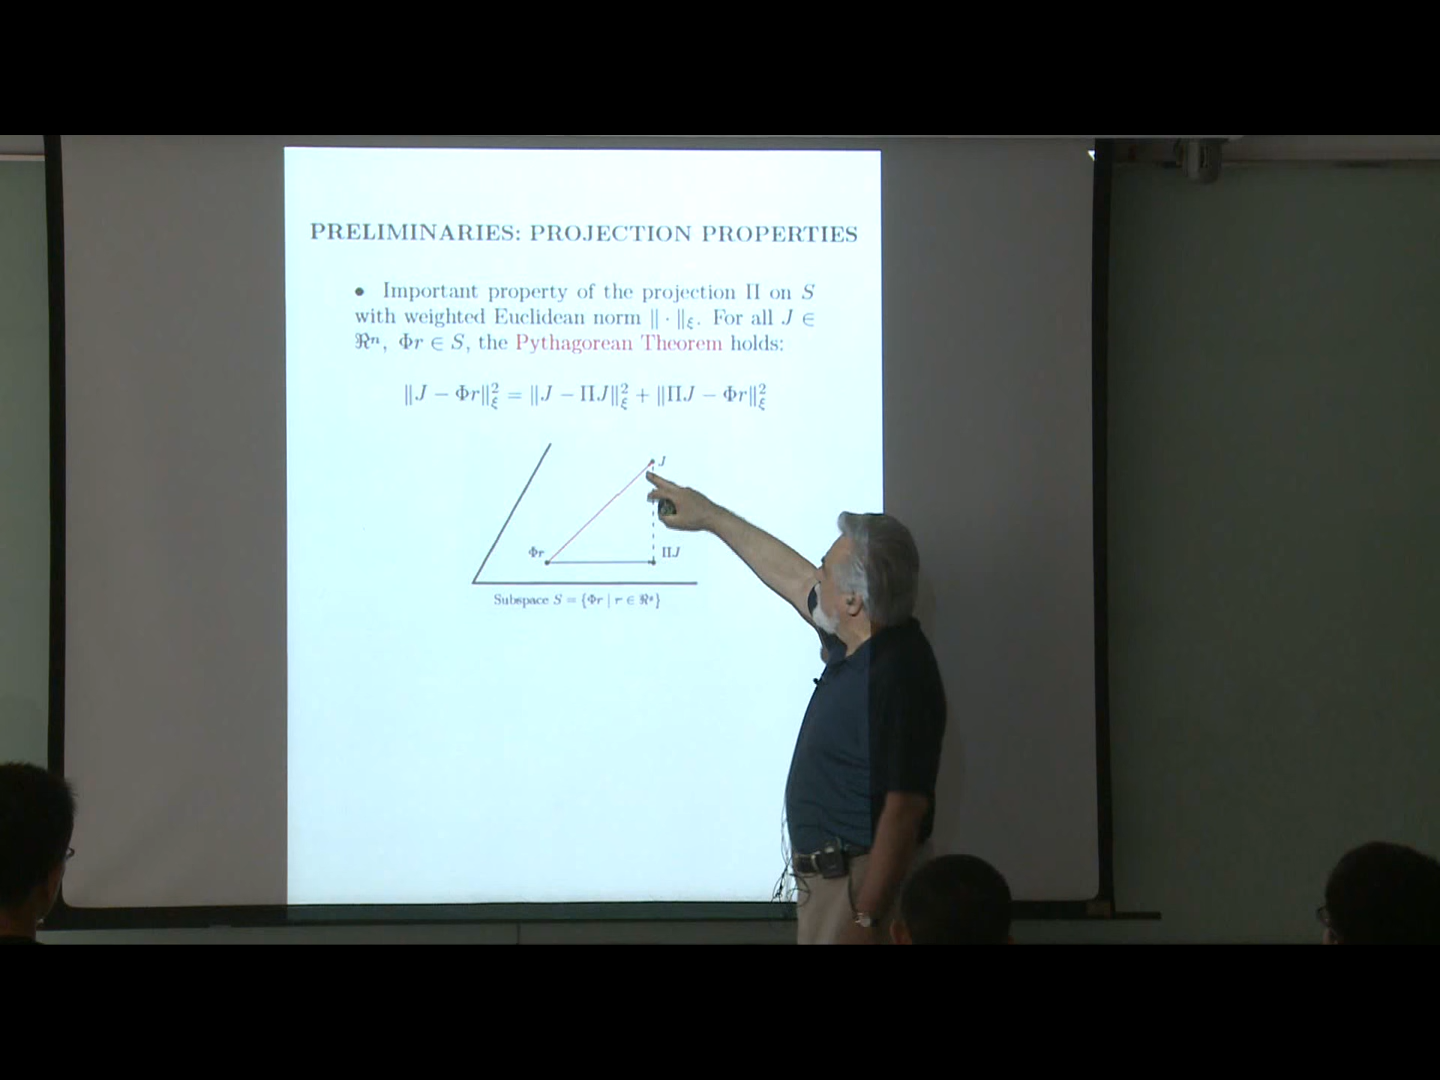 PRELIMINARIES: PROJECTION PROPERTIES
• Important property of the projection Π on S
with weighted Euclidean norm ‖ · ‖ξ. For all J ∈
ℜⁿ, Φr ∈ S, the Pythagorean Theorem holds:
‖J − Φr‖²ξ = ‖J − ΠJ‖²ξ + ‖ΠJ − Φr‖²ξ
J
Φr
ΠJ
Subspace S = {Φr | r ∈ ℜˢ}